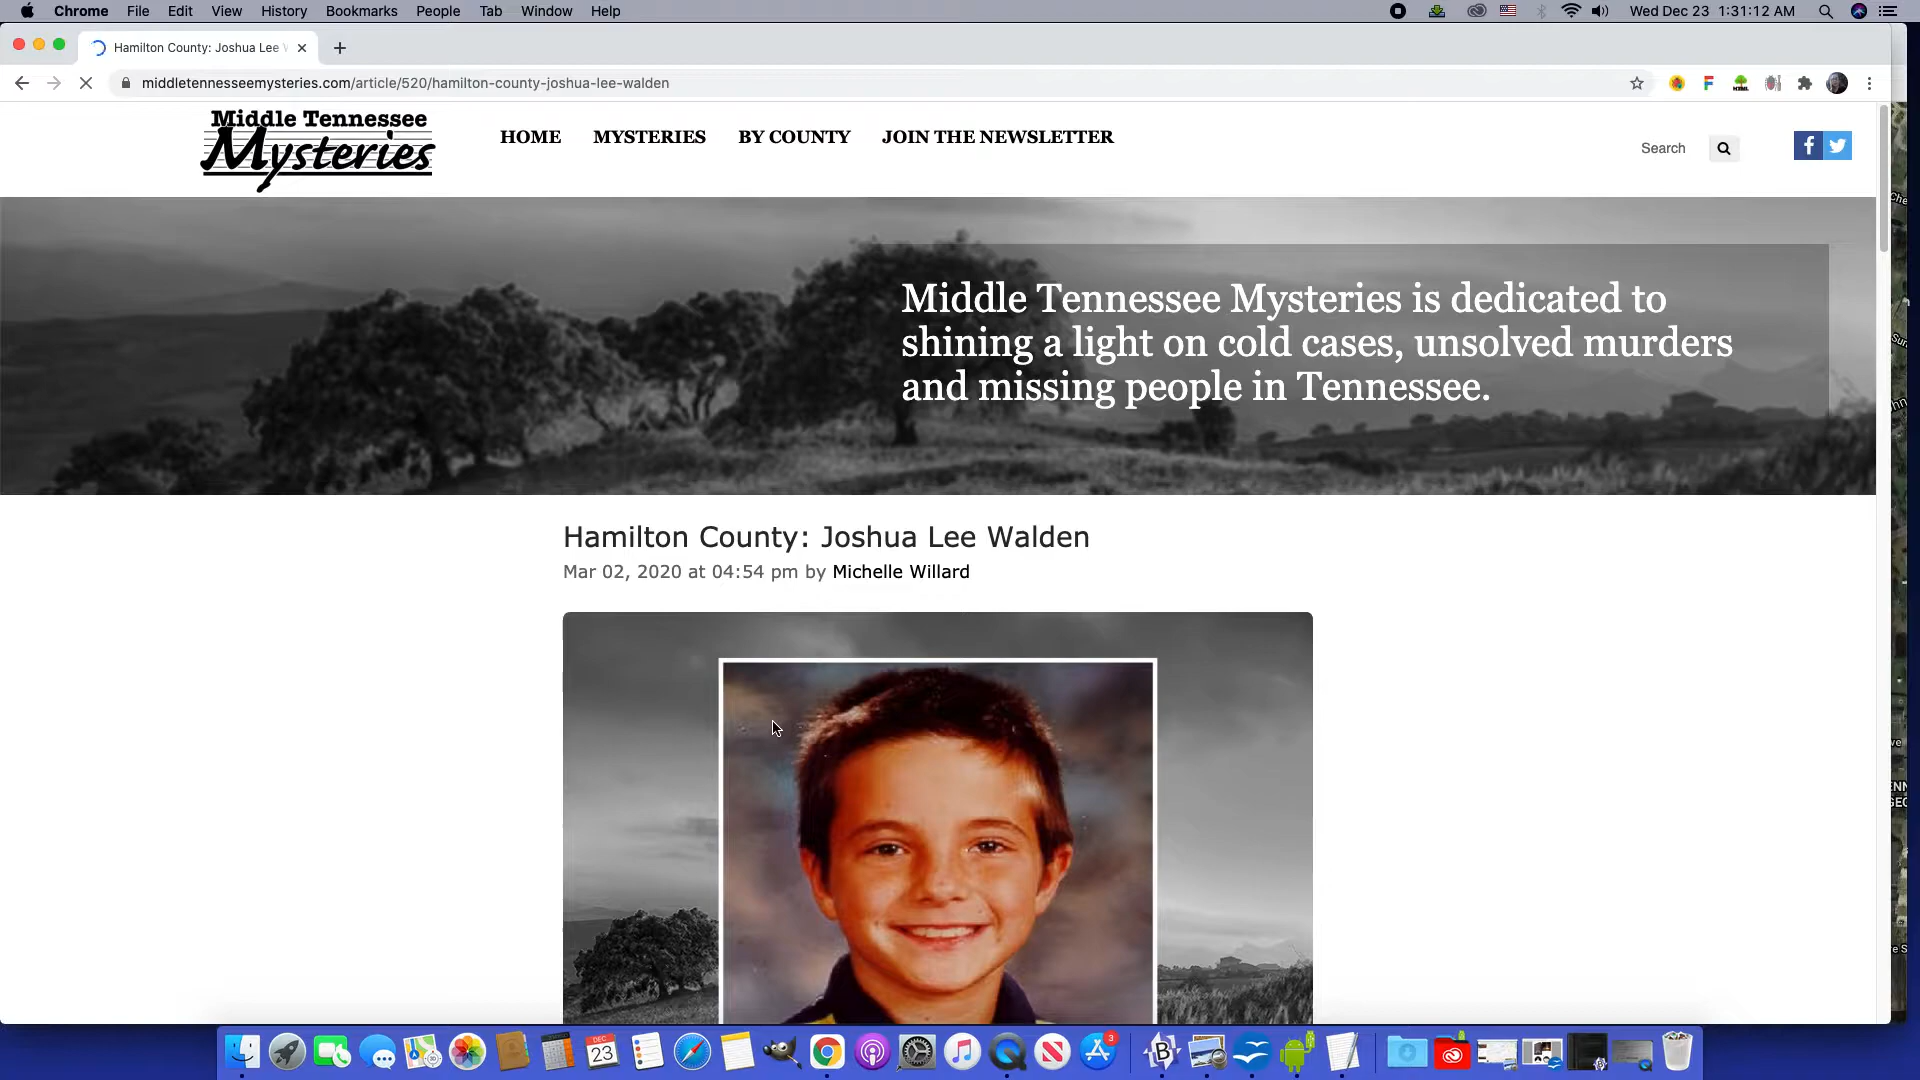 Chrome File Edit View History Bookmarks People Tab Window Help
Wed Dec 23 1:31:12 AM
Hamilton County: Joshua Lee W
middletennesseemysteries.com/article/520/hamilton-county-joshua-lee-walden
Middle Tennessee
Mysteries
HOME MYSTERIES BY COUNTY JOIN THE NEWSLETTER
Search
Middle Tennessee Mysteries is dedicated to
shining a light on cold cases, unsolved murders
and missing people in Tennessee.
Hamilton County: Joshua Lee Walden
Mar 02, 2020 at 04:54 pm by Michelle Willard
DEC
23
3